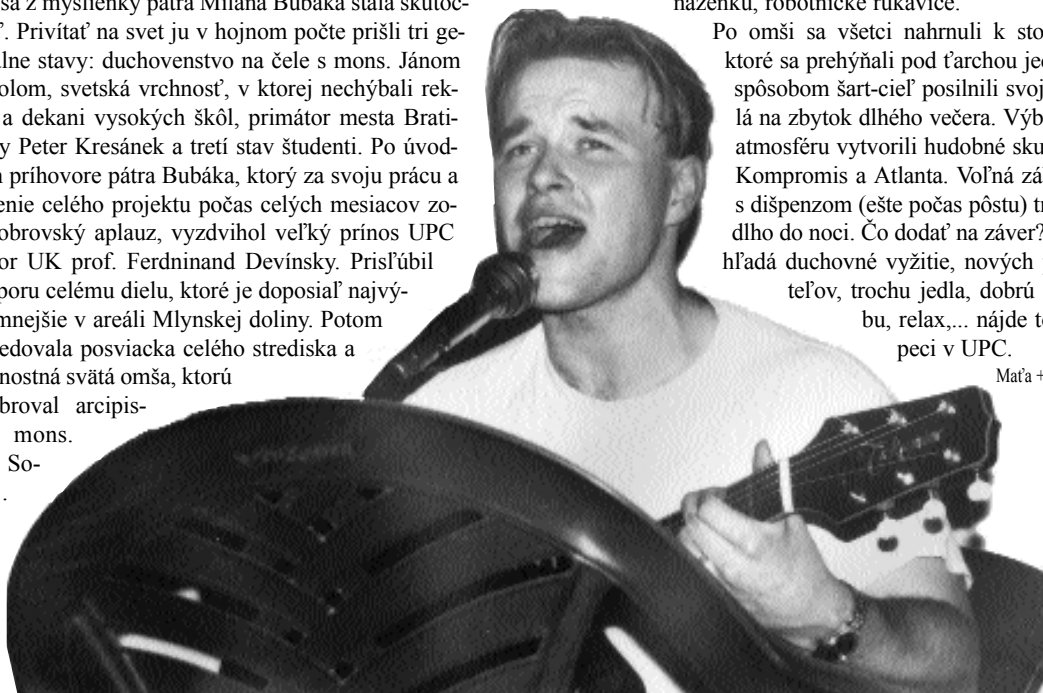 sa z myšlienky pátra Milana Bubáka stala skutoč-
ť. Privítať na svet ju v hojnom počte prišli tri ge-
álne stavy: duchovenstvo na čele s mons. Jánom
olom, svetská vrchnosť, v ktorej nechýbali rek-
a dekani vysokých škôl, primátor mesta Brati-
y Peter Kresánek a tretí stav študenti. Po úvod-
príhovore pátra Bubáka, ktorý za svoju prácu a
enie celého projektu počas celých mesiacov zo-
obrovský aplauz, vyzdvihol veľký prínos UPC
or UK prof. Ferdninand Devínsky. Prisľúbil
poru celému dielu, ktoré je doposiaľ najvý-
mnejšie v areáli Mlynskej doliny. Potom
edovala posviacka celého strediska a
nostná svätá omša, ktorú
broval arcipis-
mons.
So-
.
naženku, robotnícke rukavice.
Po omši sa všetci nahrnuli k sto
ktoré sa prehýňali pod ťarchou jed
spôsobom šart-cieľ posilnili svoj
lá na zbytok dlhého večera. Výb
atmosféru vytvorili hudobné sku
Kompromis a Atlanta. Voľná zá
s dišpenzom (ešte počas pôstu) tr
dlho do noci. Čo dodať na záver?
hľadá duchovné vyžitie, nových
teľov, trochu jedla, dobrú
bu, relax,... nájde t
peci v UPC.
Maťa +